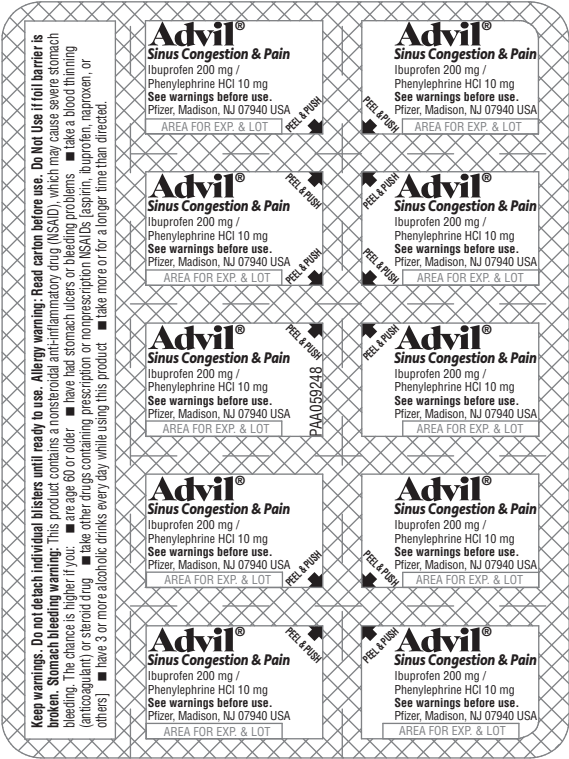 Keep warnings. Do not detach individual blisters until ready to use. Allergy warning: Read carton before use. Do Not Use if foil barrier is
broken. Stomach bleeding warning: This product contains a nonsteroidal anti-inflammatory drug (NSAID), which may cause severe stomach
bleeding. The chance is higher if you: ■ are age 60 or older ■ have had stomach ulcers or bleeding problems ■ take a blood thinning
(anticoagulant) or steroid drug ■ take other drugs containing prescription or nonprescription NSAIDs [aspirin, ibuprofen, naproxen, or
others] ■ have 3 or more alcoholic drinks every day while using this product ■ take more or for a longer time than directed.
Advil®
Sinus Congestion & Pain
Ibuprofen 200 mg /
Phenylephrine HCl 10 mg
See warnings before use.
Pfizer, Madison, NJ 07940 USA
PEEL & PUSH
AREA FOR EXP. & LOT
Advil®
Sinus Congestion & Pain
Ibuprofen 200 mg /
Phenylephrine HCl 10 mg
See warnings before use.
Pfizer, Madison, NJ 07940 USA
PEEL & PUSH
AREA FOR EXP. & LOT
Advil®
PEEL & PUSH
Sinus Congestion & Pain
Ibuprofen 200 mg /
Phenylephrine HCl 10 mg
See warnings before use.
Pfizer, Madison, NJ 07940 USA
PEEL & PUSH
AREA FOR EXP. & LOT
Advil®
PEEL & PUSH
Sinus Congestion & Pain
Ibuprofen 200 mg /
Phenylephrine HCl 10 mg
See warnings before use.
Pfizer, Madison, NJ 07940 USA
PEEL & PUSH
AREA FOR EXP. & LOT
Advil®
PEEL & PUSH
Sinus Congestion & Pain
Ibuprofen 200 mg /
Phenylephrine HCl 10 mg
See warnings before use.
Pfizer, Madison, NJ 07940 USA
AREA FOR EXP. & LOT
PAA059248
Advil®
PEEL & PUSH
Sinus Congestion & Pain
Ibuprofen 200 mg /
Phenylephrine HCl 10 mg
See warnings before use.
Pfizer, Madison, NJ 07940 USA
AREA FOR EXP. & LOT
Advil®
Sinus Congestion & Pain
Ibuprofen 200 mg /
Phenylephrine HCl 10 mg
See warnings before use.
Pfizer, Madison, NJ 07940 USA
PEEL & PUSH
AREA FOR EXP. & LOT
Advil®
Sinus Congestion & Pain
Ibuprofen 200 mg /
Phenylephrine HCl 10 mg
See warnings before use.
Pfizer, Madison, NJ 07940 USA
PEEL & PUSH
AREA FOR EXP. & LOT
Advil®
PEEL & PUSH
Sinus Congestion & Pain
Ibuprofen 200 mg /
Phenylephrine HCl 10 mg
See warnings before use.
Pfizer, Madison, NJ 07940 USA
AREA FOR EXP. & LOT
Advil®
PEEL & PUSH
Sinus Congestion & Pain
Ibuprofen 200 mg /
Phenylephrine HCl 10 mg
See warnings before use.
Pfizer, Madison, NJ 07940 USA
AREA FOR EXP. & LOT